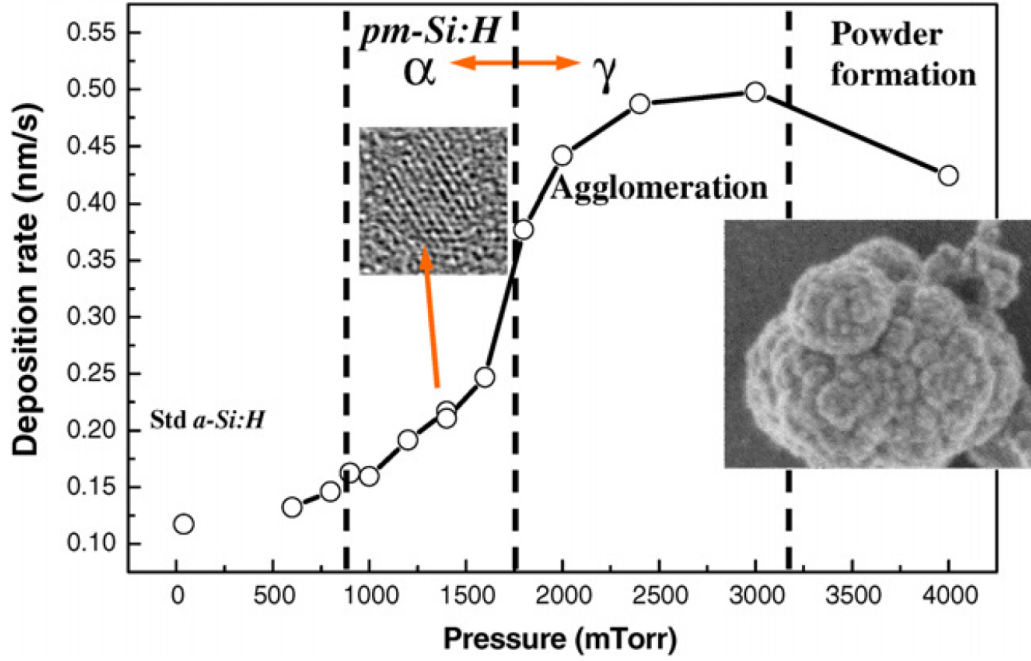 pm-Si:H
α
γ
Powder
formation
Agglomeration
Std a-Si:H
Deposition rate (nm/s)
0.55
0.50
0.45
0.40
0.35
0.30
0.25
0.20
0.15
0.10
0 500 1000 1500 2000 2500 3000 3500 4000
Pressure (mTorr)